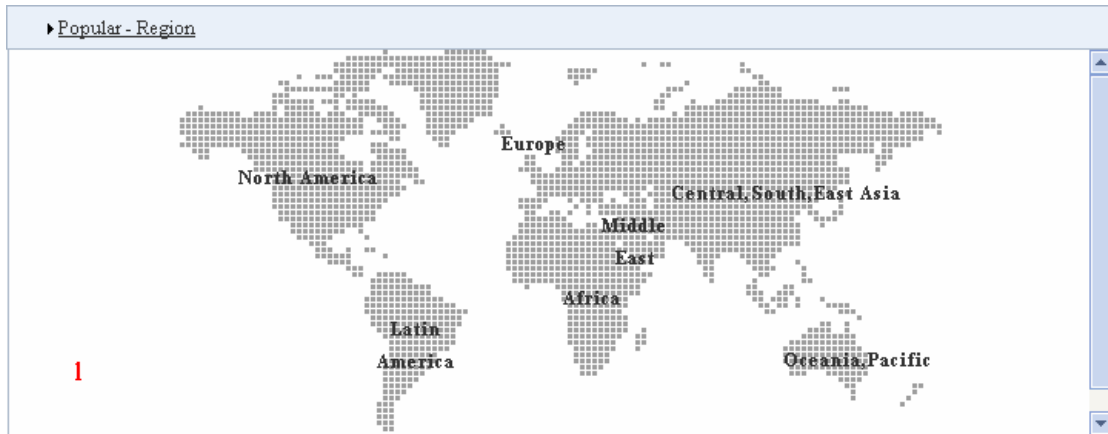 Popular - Region
Europe
North America
Central,South,East Asia
Middle
East
Africa
Latin
America
Oceania,Pacific
1